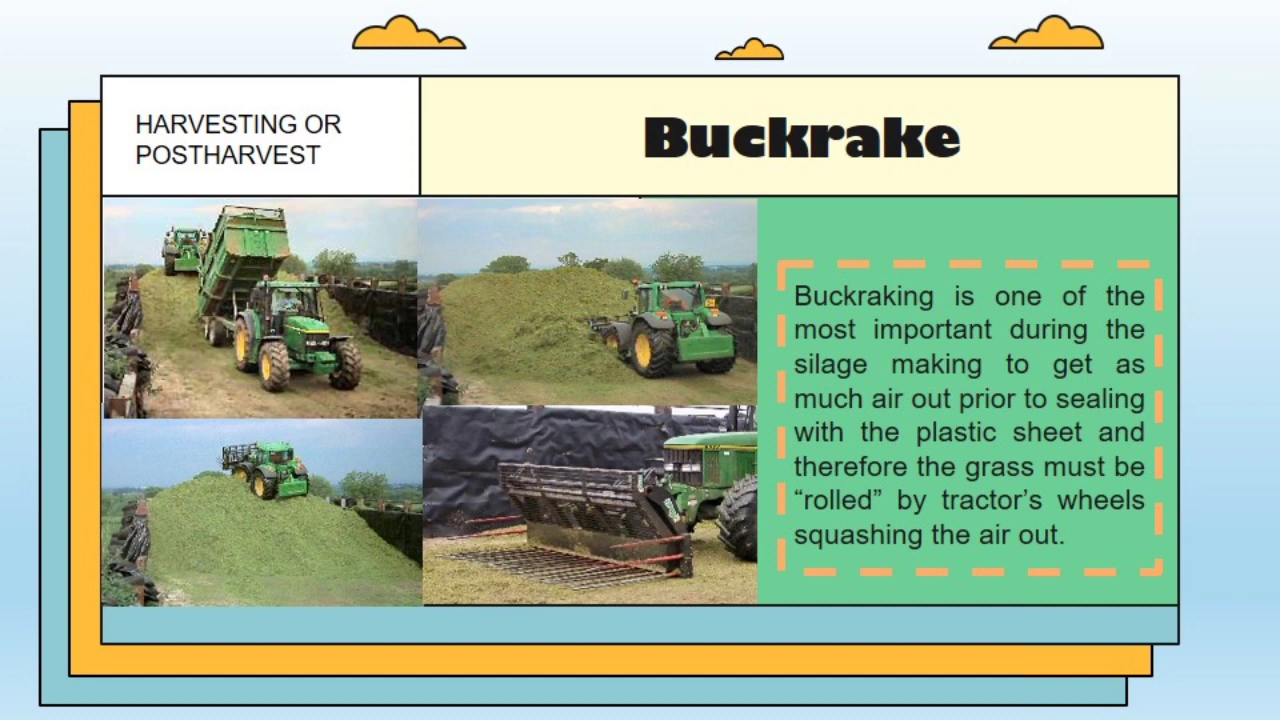 HARVESTING OR
POSTHARVEST
Buckrake
Buckraking is one of the
most important during the
silage making to get as
much air out prior to sealing
with the plastic sheet and
therefore the grass must be
“rolled” by tractor’s wheels
squashing the air out.